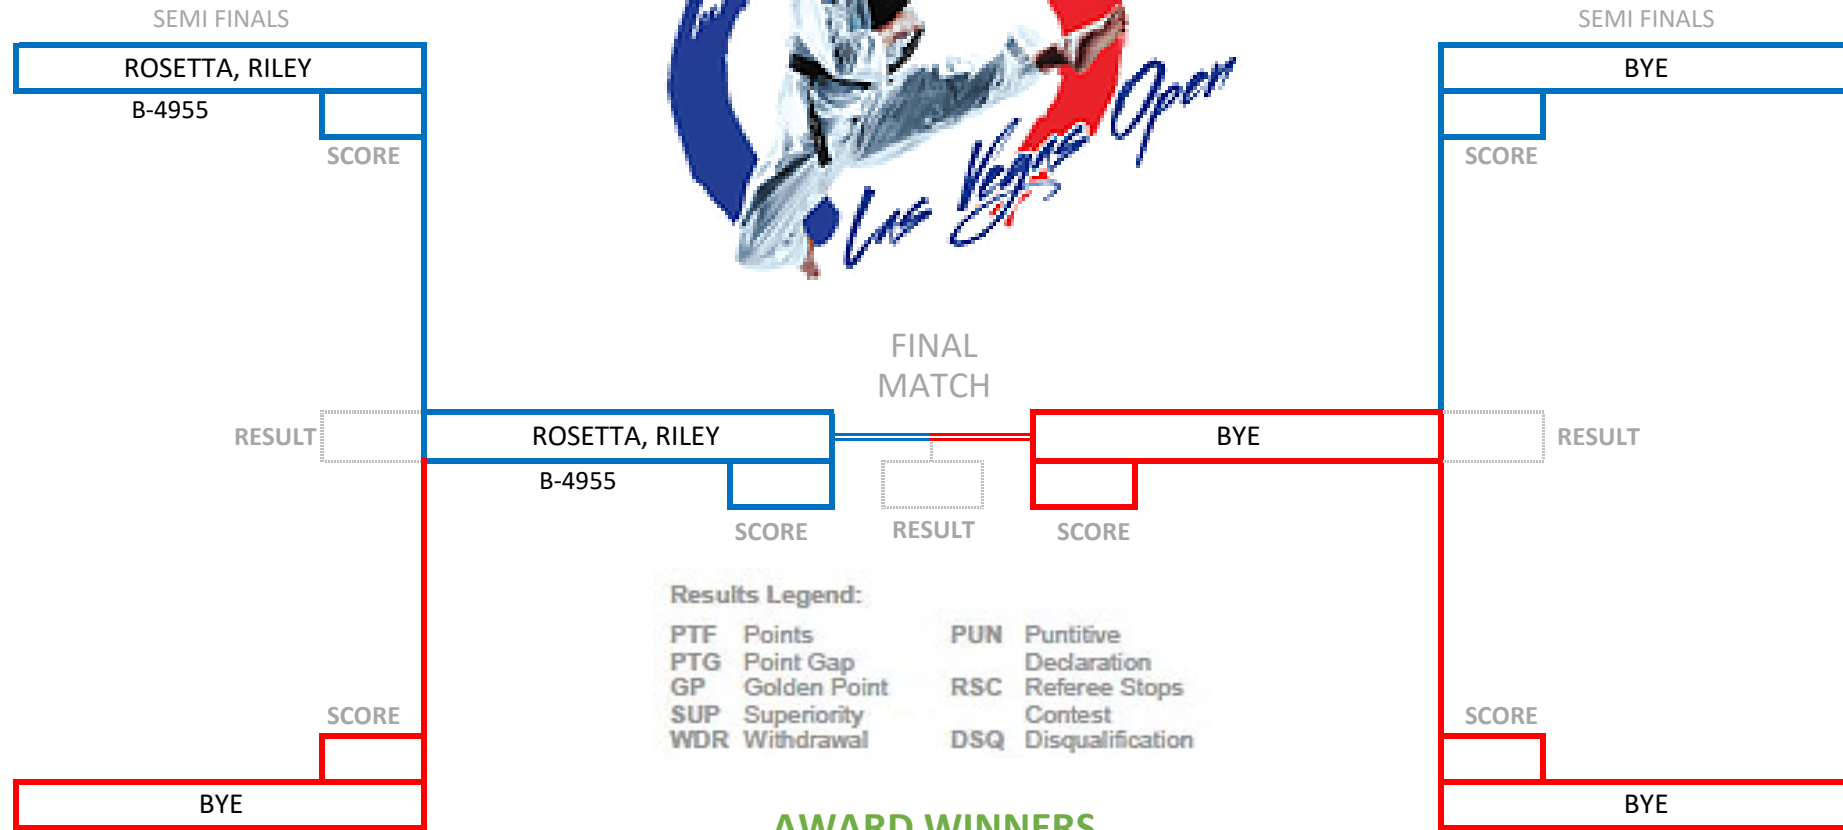 SEMI FINALS
SEMI FINALS
ROSETTA, RILEY
BYE
B-4955
SCORE
SCORE
Las Vegas Open
FINAL
MATCH
RESULT
ROSETTA, RILEY
BYE
RESULT
B-4955
SCORE
RESULT
SCORE
Results Legend:
PTF Points
PTG Point Gap
GP Golden Point
SUP Superiority
WDR Withdrawal
PUN Puntitive
Declaration
RSC Referee Stops
Contest
DSQ Disqualification
SCORE
SCORE
BYE
BYE
AWARD WINNERS